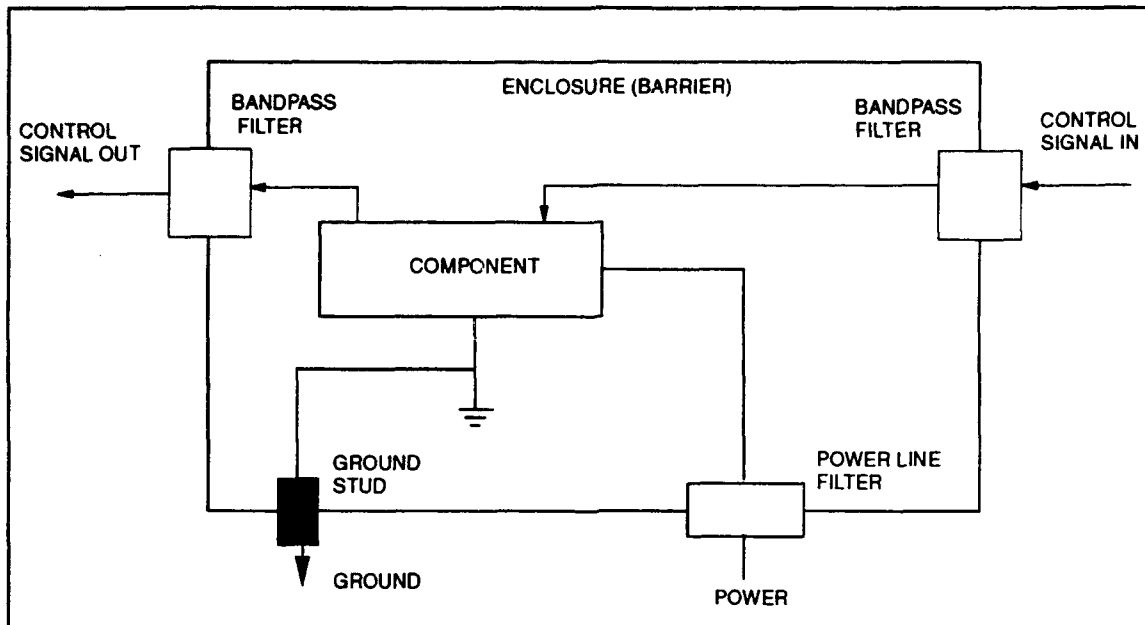 ENCLOSURE (BARRIER)
BANDPASS
FILTER
BANDPASS
FILTER
CONTROL
SIGNAL OUT
CONTROL
SIGNAL IN
COMPONENT
GROUND
STUD
POWER LINE
FILTER
GROUND
POWER